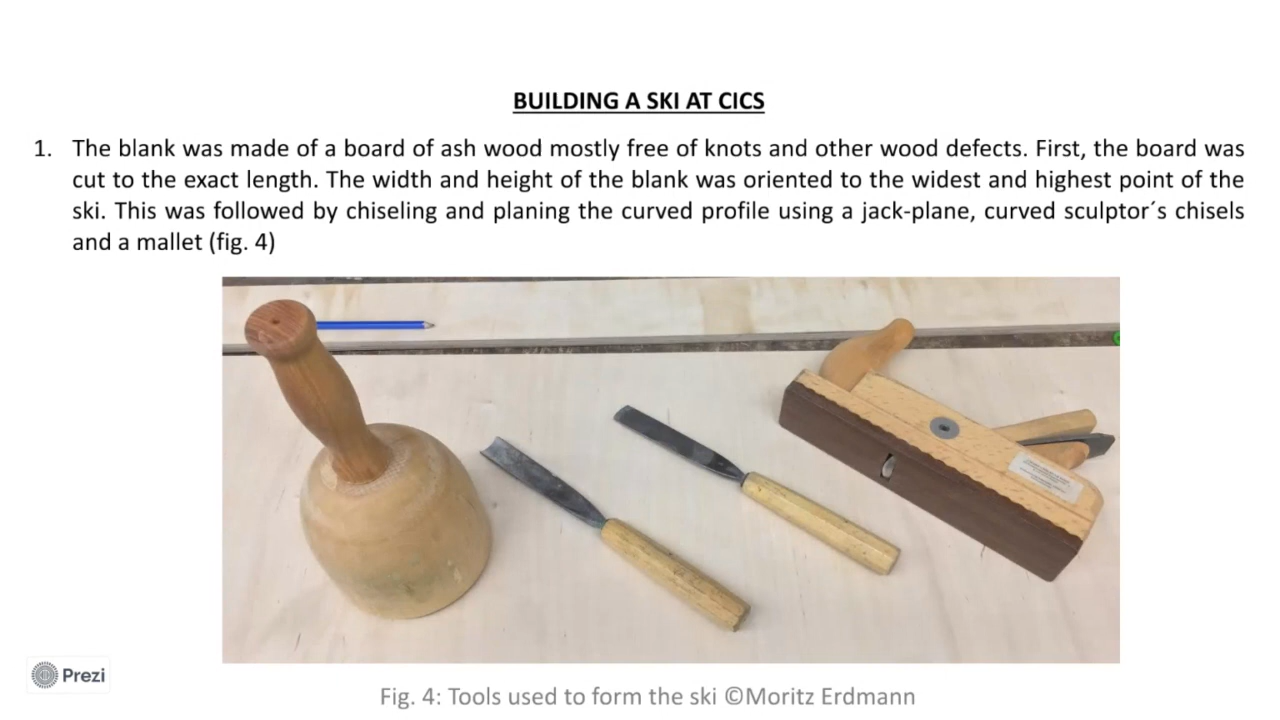 BUILDING A SKI AT CICS
1. The blank was made of a board of ash wood mostly free of knots and other wood defects. First, the board was
cut to the exact length. The width and height of the blank was oriented to the widest and highest point of the
ski. This was followed by chiseling and planing the curved profile using a jack-plane, curved sculptor´s chisels
and a mallet (fig. 4)
Prezi
Fig. 4: Tools used to form the ski ©Moritz Erdmann